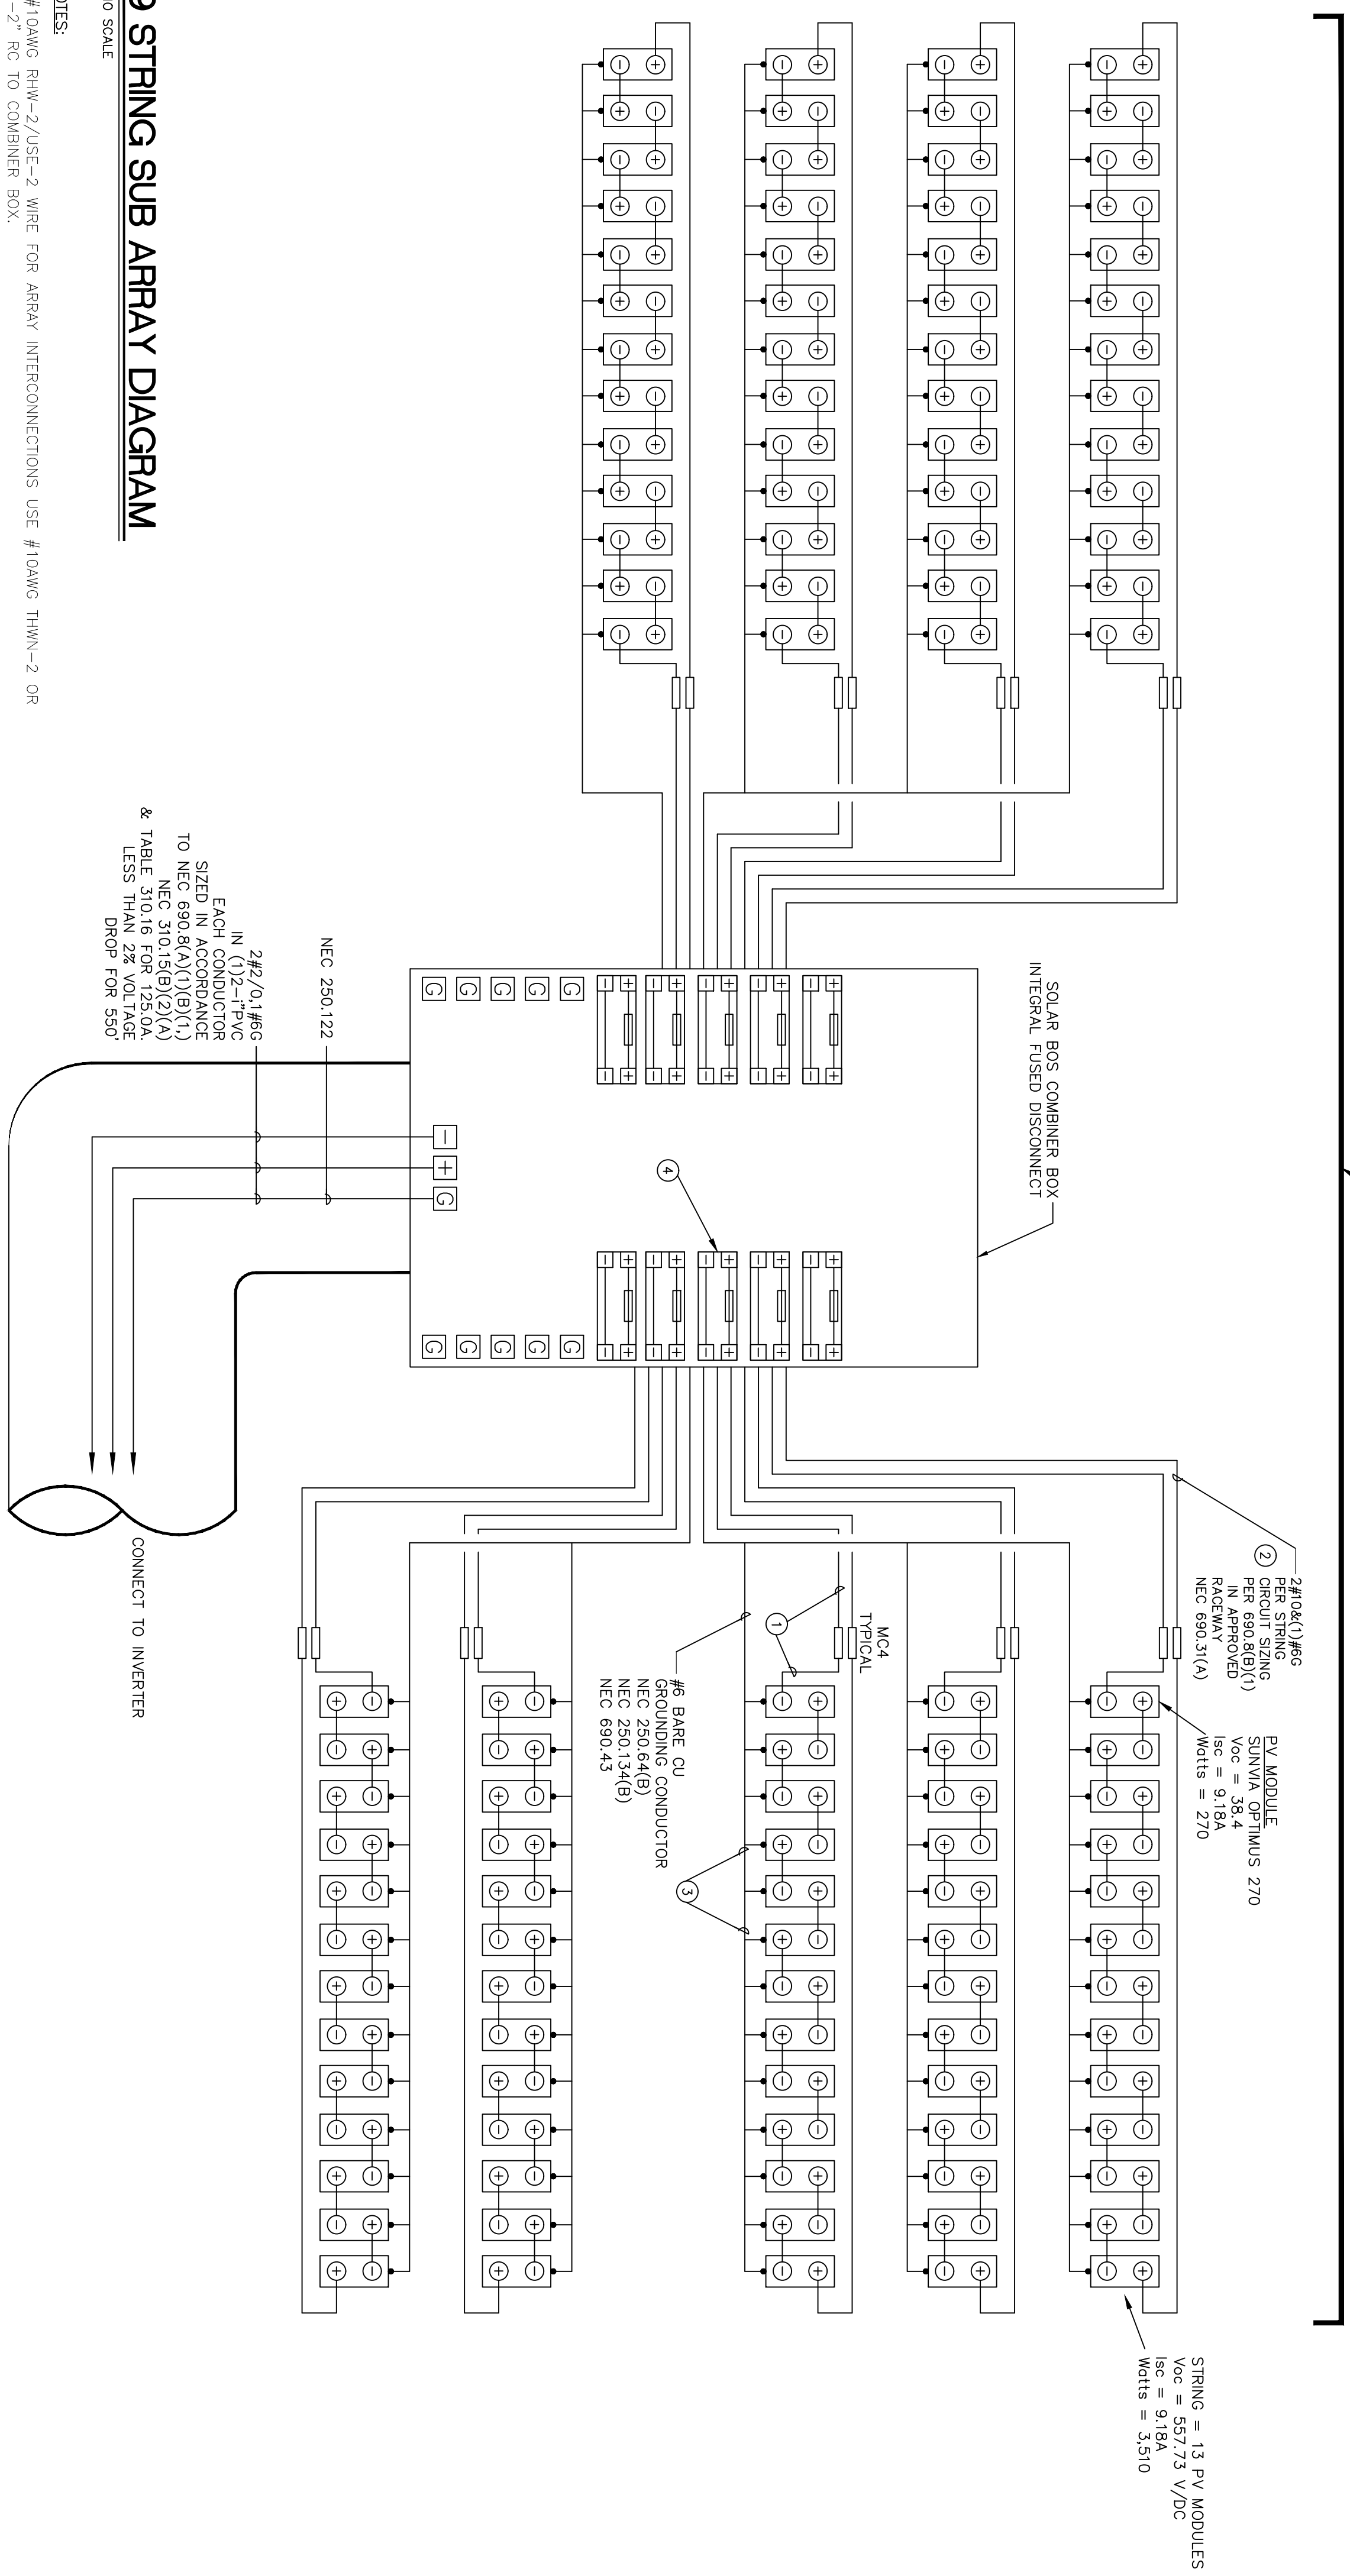 2#10&(1)#6G
PER STRING
② CIRCUIT SIZING
PER 690.8(B)(1)
IN APPROVED
RACEWAY
NEC 690.31(A)
PV MODULE
SUNVIA OPTIMUS 270
Voc = 38.4
Isc = 9.18A
Watts = 270
STRING = 13 PV MODULES
Voc = 557.73 V/DC
Isc = 9.18A
Watts = 3,510
SOLAR BOS COMBINER BOX
INTEGRAL FUSED DISCONNECT
④
MC4
TYPICAL
①
#6 BARE CU
GROUNDING CONDUCTOR
NEC 250.64(B)
NEC 250.134(B)
NEC 690.43
③
G G G G G
G G G G G
− + G
NEC 250.122
2#2/0,1#6G
IN (1)2-i"PVC
EACH CONDUCTOR
SIZED IN ACCORDANCE
TO NEC 690.8(A)(1)(B)(1,)
NEC 310.15(B)(2)(A)
& TABLE 310.16 FOR 125.0A.
LESS THAN 2% VOLTAGE
DROP FOR 550'
CONNECT TO INVERTER
9 STRING SUB ARRAY DIAGRAM
SCALE
#10AWG RHW-2/USE-2 WIRE FOR ARRAY INTERCONNECTIONS USE #10AWG THWN-2 OR
-2" RC TO COMBINER BOX.